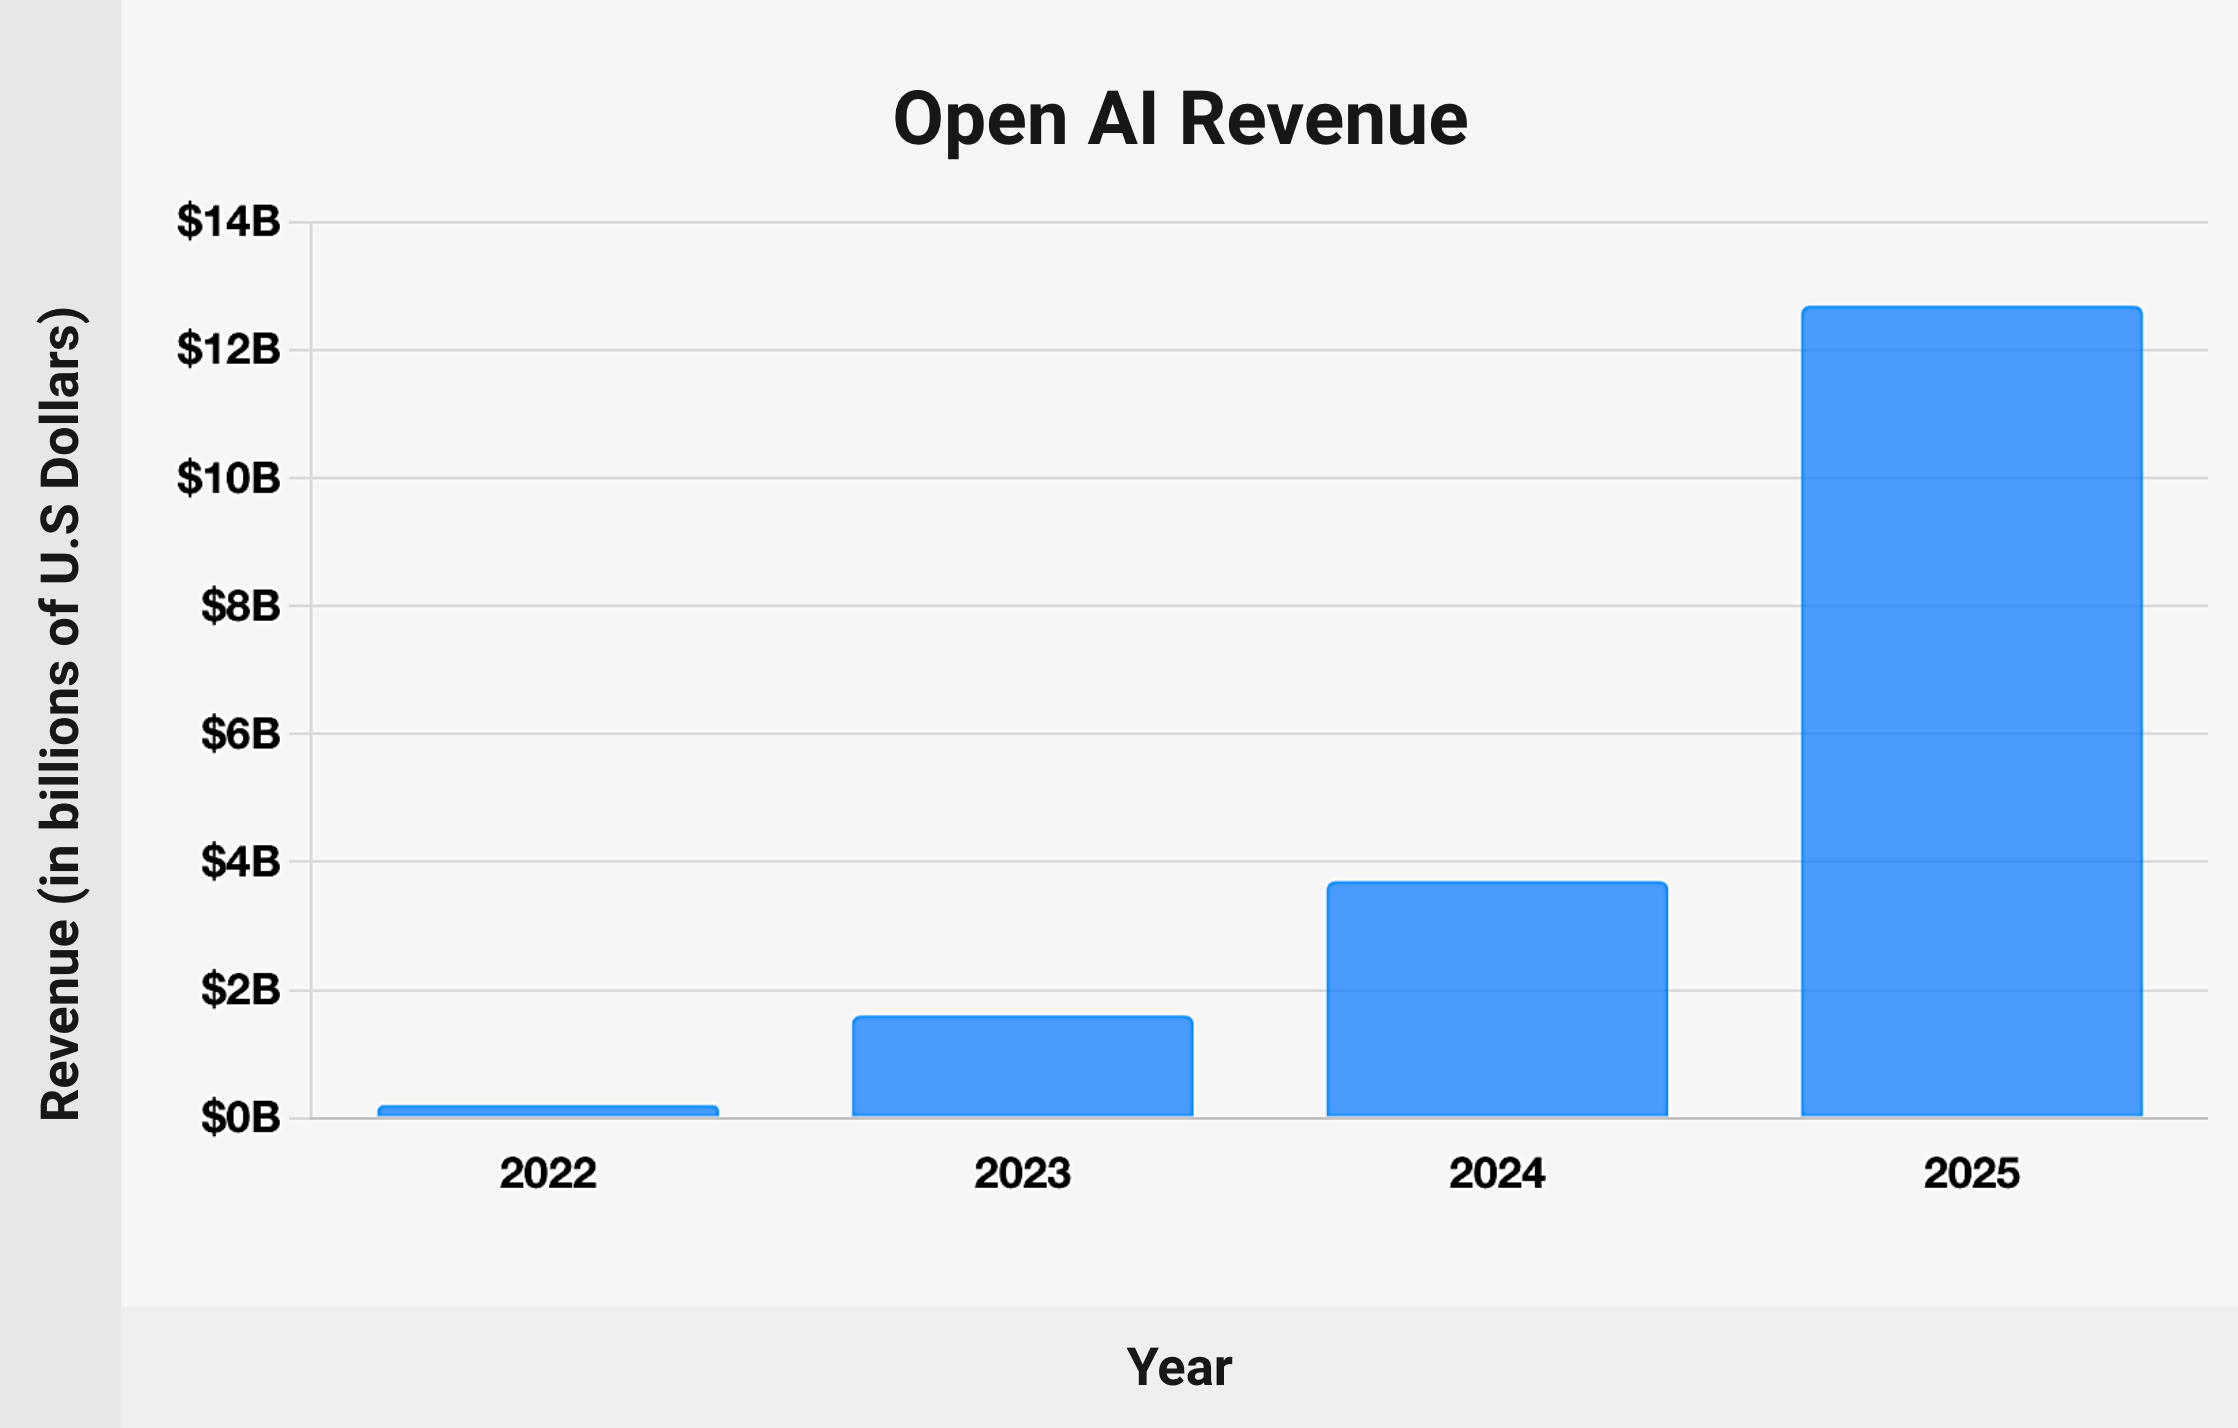 Open AI Revenue
Revenue (in billions of U.S Dollars)
$14B
$12B
$10B
$8B
$6B
$4B
$2B
$0B
2022 2023 2024 2025
Year